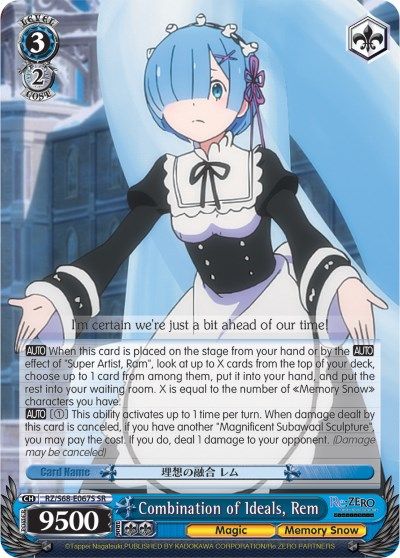 LEVEL
3
2
COST
I'm certain we're just a bit ahead of our time!
AUTO When this card is placed on the stage from your hand or by the AUTO
effect of "Super Artist, Ram", look at up to X cards from the top of your deck,
choose up to 1 card from among them, put it into your hand, and put the
rest into your waiting room. X is equal to the number of «Memory Snow»
characters you have.
AUTO [①] This ability activates up to 1 time per turn. When damage dealt by
this card is canceled, if you have another "Magnificent Subawaal Sculpture",
you may pay the cost. If you do, deal 1 damage to your opponent. (Damage
may be canceled)
Card Name 理想の融合 レム
CH RZ/S68-E067S SR
Combination of Ideals, Rem
Re:ZERO
POWER
9500
SOUL
Magic
Memory Snow
©Tappei Nagatsuki,PUBLISHED BY KADOKAWA CORPORATION/Re:ZERO PARTNERS